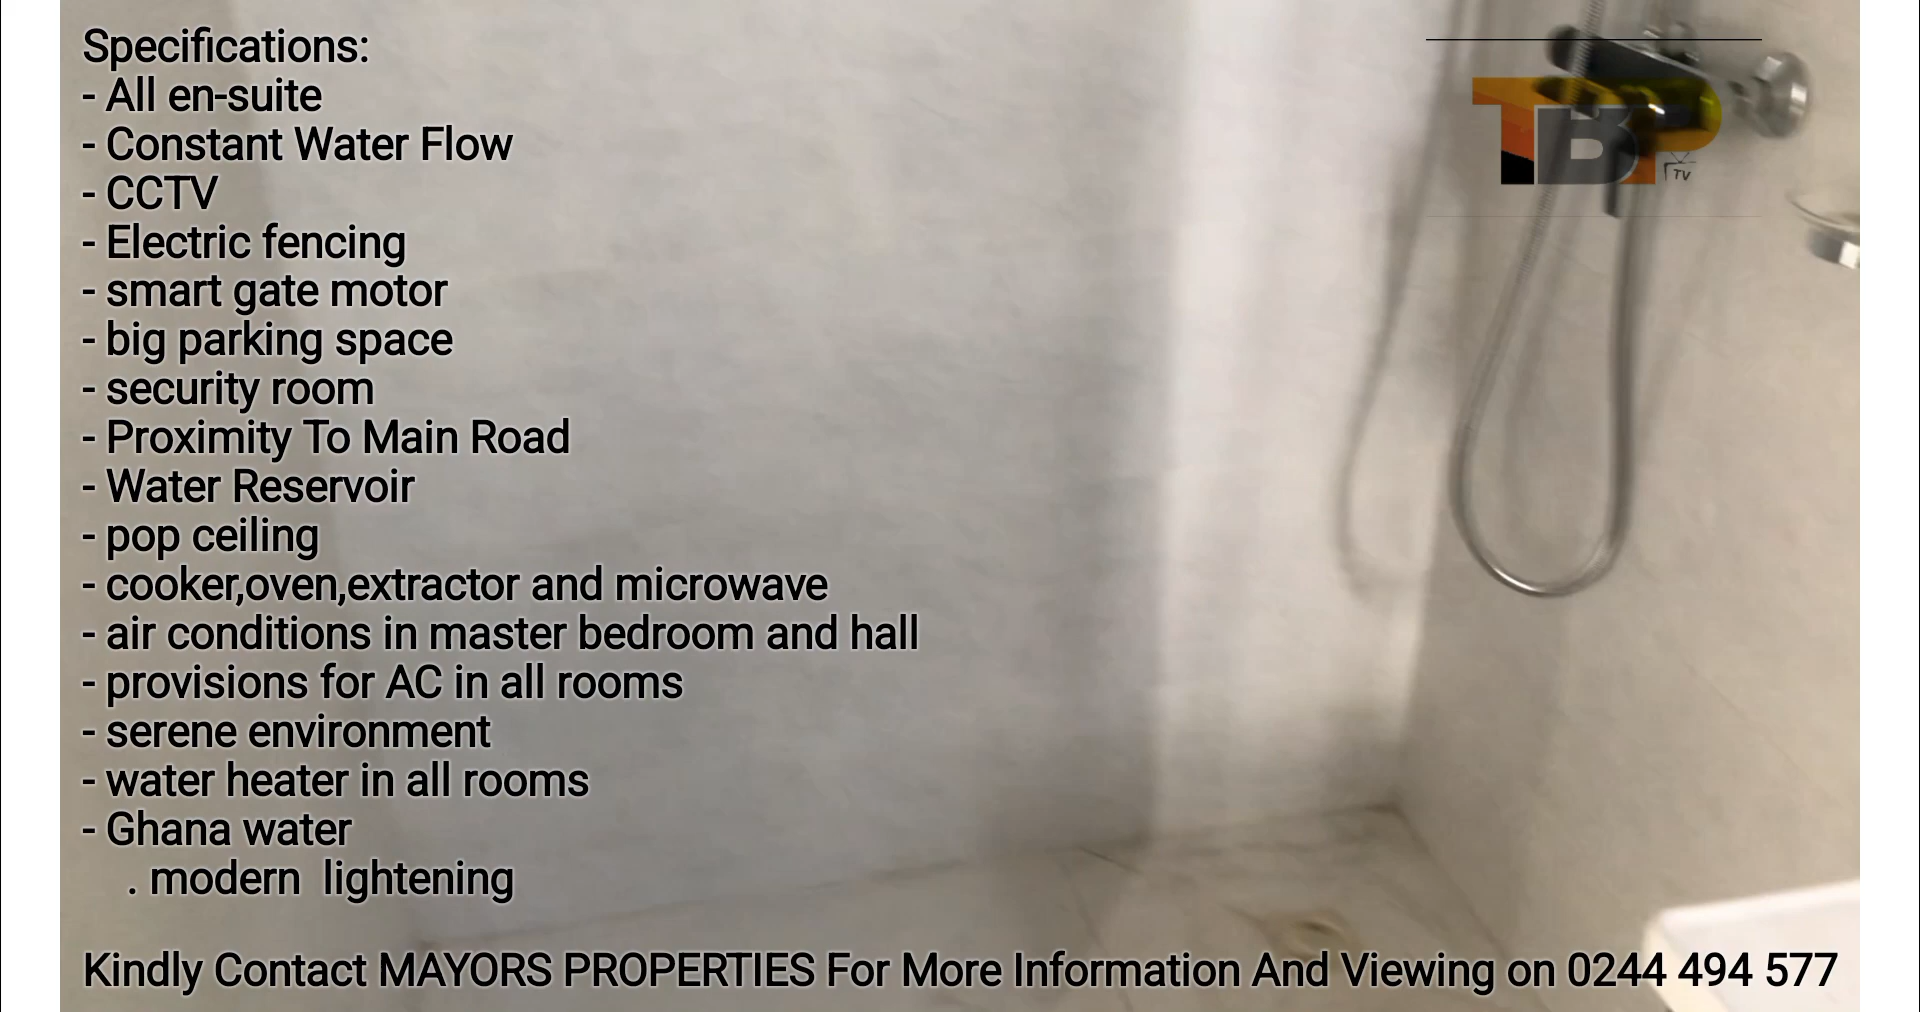 Specifications:
- All en-suite
- Constant Water Flow
- CCTV
- Electric fencing
- smart gate motor
- big parking space
- security room
- Proximity To Main Road
- Water Reservoir
- pop ceiling
- cooker,oven,extractor and microwave
- air conditions in master bedroom and hall
- provisions for AC in all rooms
- serene environment
- water heater in all rooms
- Ghana water
. modern lightening
Kindly Contact MAYORS PROPERTIES For More Information And Viewing on 0244 494 577
TBP
TV